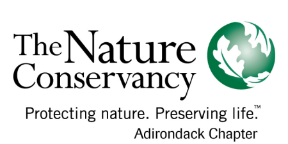 The Nature
Conservancy
Protecting nature. Preserving life.™
Adirondack Chapter